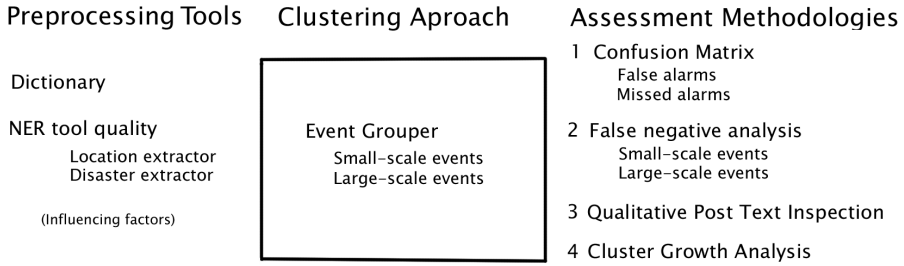 Preprocessing Tools
Dictionary
NER tool quality
Location extractor
Disaster extractor
(Influencing factors)
Clustering Aproach
Event Grouper
Small-scale events
Large-scale events
Assessment Methodologies
1 Confusion Matrix
False alarms
Missed alarms
2 False negative analysis
Small-scale events
Large-scale events
3 Qualitative Post Text Inspection
4 Cluster Growth Analysis